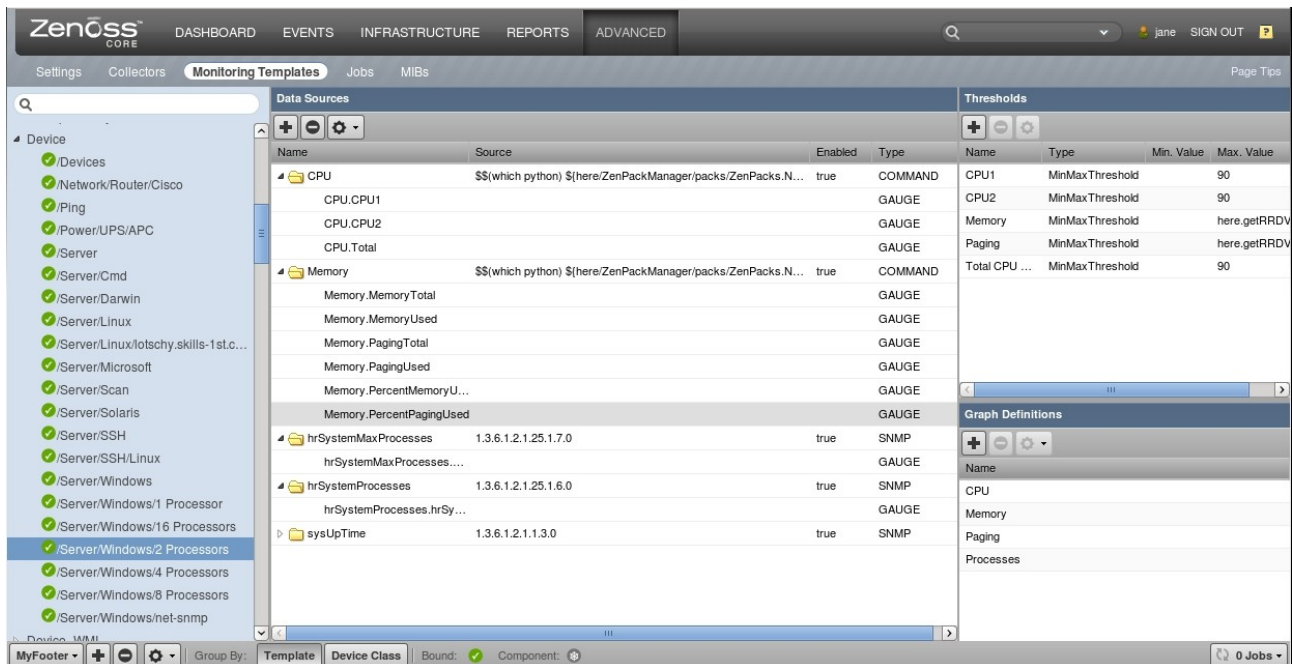 Zenoss™
CORE
DASHBOARD EVENTS INFRASTRUCTURE REPORTS ADVANCED
jane SIGN OUT ?
Settings Collectors Monitoring Templates Jobs MIBs
Page Tips
Device
/Devices
/Network/Router/Cisco
/Ping
/Power/UPS/APC
/Server
/Server/Cmd
/Server/Darwin
/Server/Linux
/Server/Linux/lotschy.skills-1st.c...
/Server/Microsoft
/Server/Scan
/Server/Solaris
/Server/SSH
/Server/SSH/Linux
/Server/Windows
/Server/Windows/1 Processor
/Server/Windows/16 Processors
/Server/Windows/2 Processors
/Server/Windows/4 Processors
/Server/Windows/8 Processors
/Server/Windows/net-snmp
Device_WMI
Data Sources
Name Source Enabled Type
CPU $$(which python) ${here/ZenPackManager/packs/ZenPacks.N... true COMMAND
CPU.CPU1 GAUGE
CPU.CPU2 GAUGE
CPU.Total GAUGE
Memory $$(which python) ${here/ZenPackManager/packs/ZenPacks.N... true COMMAND
Memory.MemoryTotal GAUGE
Memory.MemoryUsed GAUGE
Memory.PagingTotal GAUGE
Memory.PagingUsed GAUGE
Memory.PercentMemoryU... GAUGE
Memory.PercentPagingUsed GAUGE
hrSystemMaxProcesses 1.3.6.1.2.1.25.1.7.0 true SNMP
hrSystemMaxProcesses.... GAUGE
hrSystemProcesses 1.3.6.1.2.1.25.1.6.0 true SNMP
hrSystemProcesses.hrSy... GAUGE
sysUpTime 1.3.6.1.2.1.1.3.0 true SNMP
Thresholds
Name Type Min. Value Max. Value
CPU1 MinMaxThreshold 90
CPU2 MinMaxThreshold 90
Memory MinMaxThreshold here.getRRDV
Paging MinMaxThreshold here.getRRDV
Total CPU ... MinMaxThreshold 90
Graph Definitions
Name
CPU
Memory
Paging
Processes
MyFooter Group By: Template Device Class Bound: Component: 0 Jobs